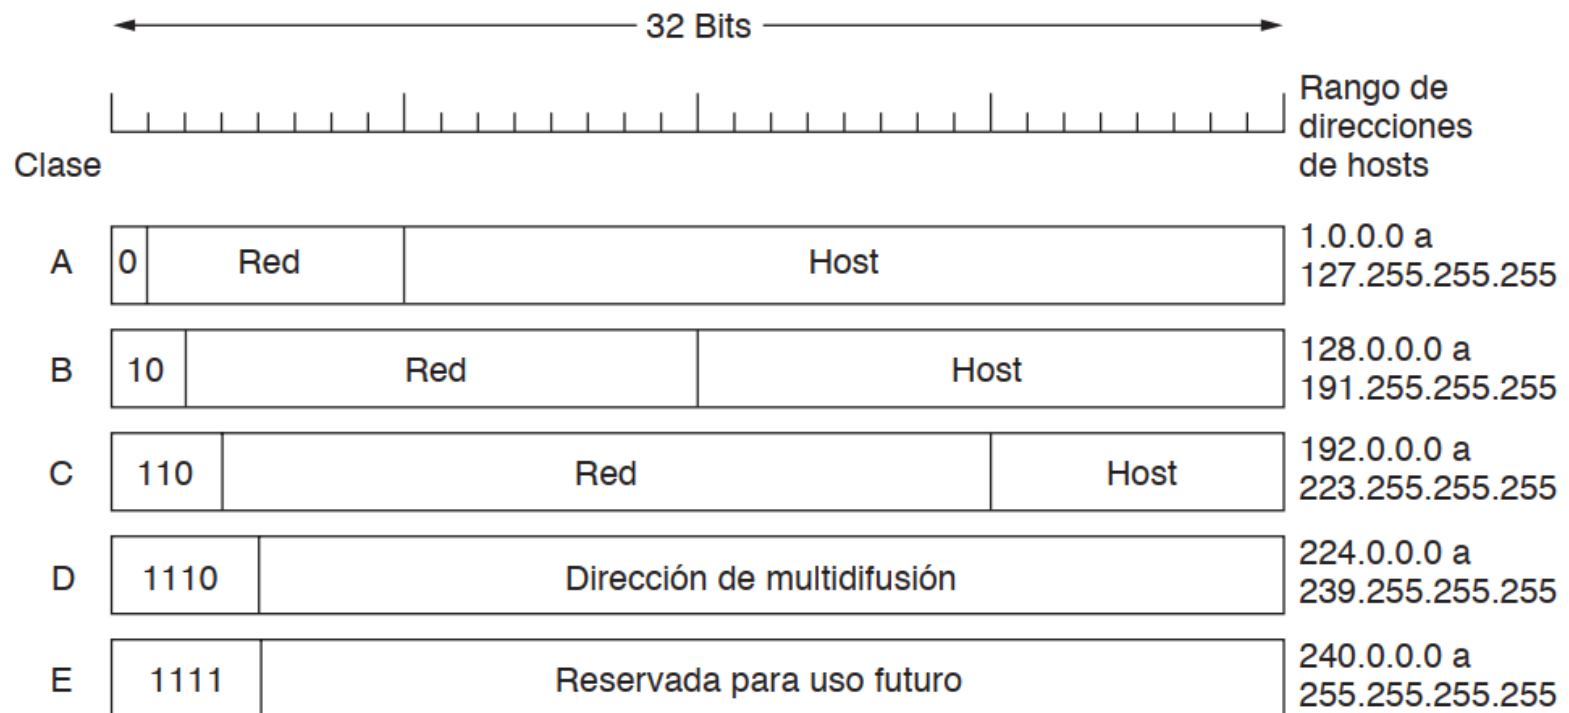 32 Bits
Rango de
direcciones
de hosts
Clase
A
0
Red
Host
1.0.0.0 a
127.255.255.255
B
10
Red
Host
128.0.0.0 a
191.255.255.255
C
110
Red
Host
192.0.0.0 a
223.255.255.255
D
1110
Dirección de multidifusión
224.0.0.0 a
239.255.255.255
E
1111
Reservada para uso futuro
240.0.0.0 a
255.255.255.255